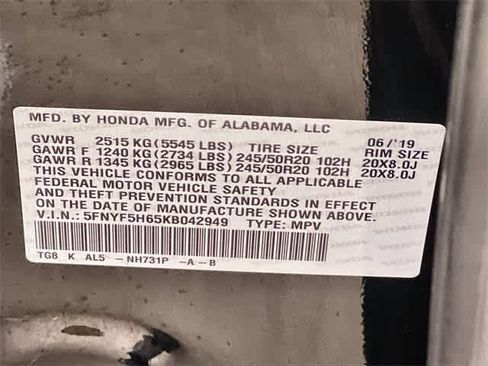 MFD. BY HONDA MFG. OF ALABAMA, LLC
GVWR 2515 KG(5545 LBS) TIRE SIZE 06/'19 RIM SIZE
GAWR F 1240 KG(2734 LBS) 245/50R20 102H 20X8.0J
GAWR R 1345 KG(2965 LBS) 245/50R20 102H 20X8.0J
THIS VEHICLE CONFORMS TO ALL APPLICABLE
FEDERAL MOTOR VEHICLE SAFETY
AND THEFT PREVENTION STANDARDS IN EFFECT
ON THE DATE OF MANUFACTURE SHOWN ABOVE.
V.I.N.: 5FNYF5H65KB042949 TYPE: MPV
TG8 K AL5 -NH731P -A-B